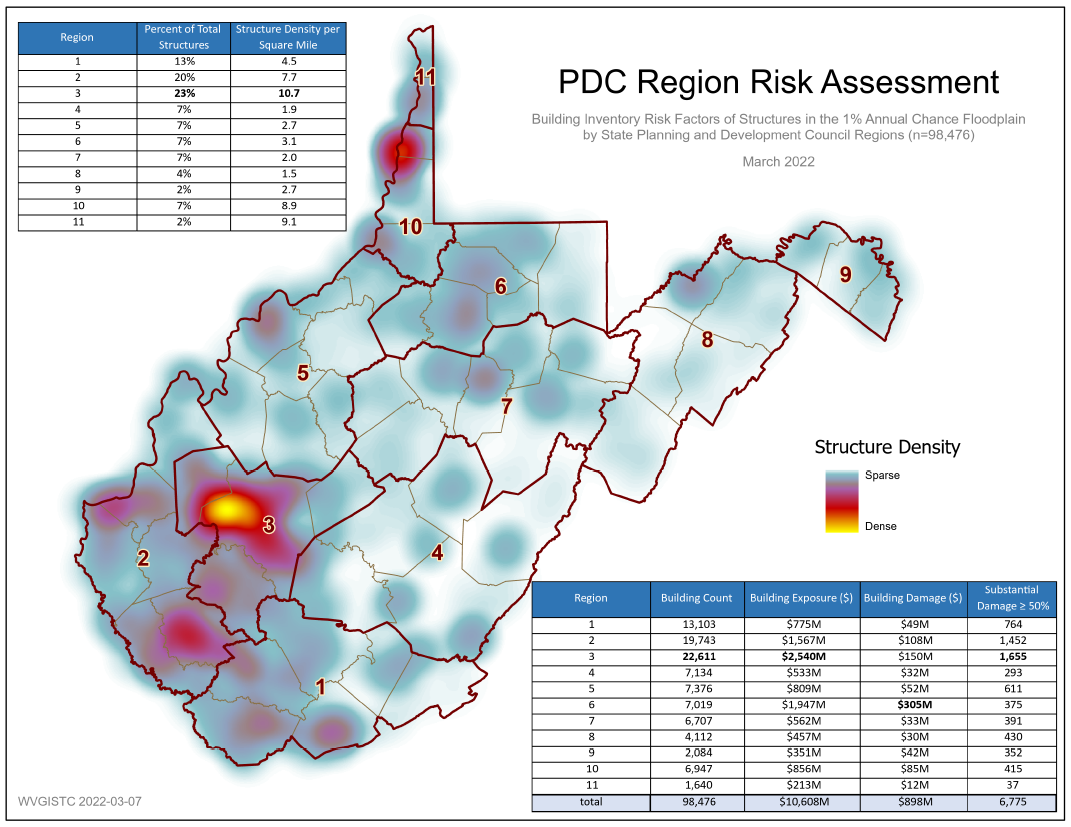 Region Percent of Total Structures Structure Density per Square Mile
1 13% 4.5
2 20% 7.7
3 23% 10.7
4 7% 1.9
5 7% 2.7
6 7% 3.1
7 7% 2.0
8 4% 1.5
9 2% 2.7
10 7% 8.9
11 2% 9.1
PDC Region Risk Assessment
Building Inventory Risk Factors of Structures in the 1% Annual Chance Floodplain
by State Planning and Development Council Regions (n=98,476)
March 2022
11
10
6
9
8
5
7
3
4
2
1
Structure Density
Sparse
Dense
Region Building Count Building Exposure ($) Building Damage ($) Substantial Damage ≥ 50%
1 13,103 $775M $49M 764
2 19,743 $1,567M $108M 1,452
3 22,611 $2,540M $150M 1,655
4 7,134 $533M $32M 293
5 7,376 $809M $52M 611
6 7,019 $1,947M $305M 375
7 6,707 $562M $33M 391
8 4,112 $457M $30M 430
9 2,084 $351M $42M 352
10 6,947 $856M $85M 415
11 1,640 $213M $12M 37
total 98,476 $10,608M $898M 6,775
WVGISTC 2022-03-07